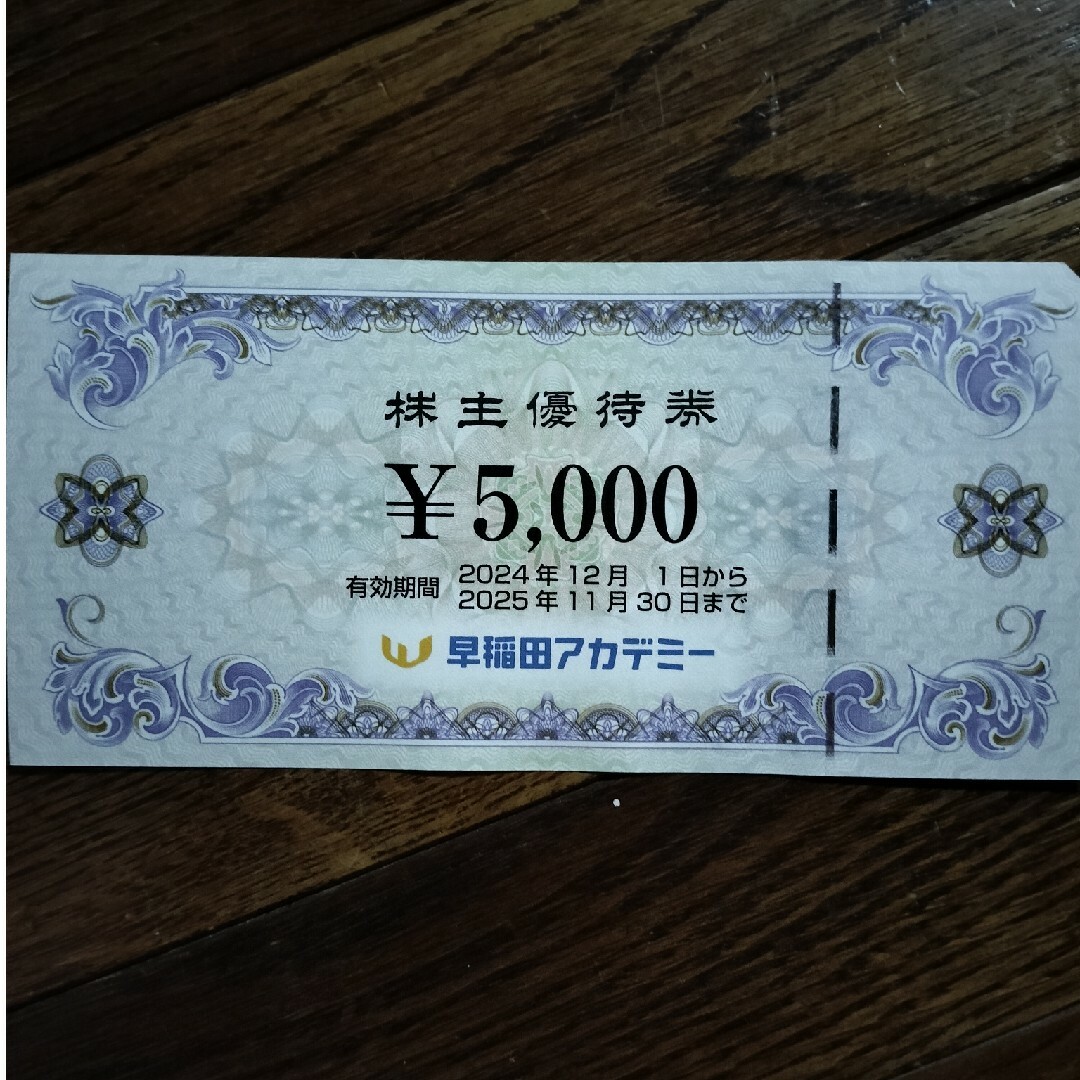 株主優待券
¥5,000
有効期間 2024年12月 1日から
2025年11月30日まで
早稲田アカデミー